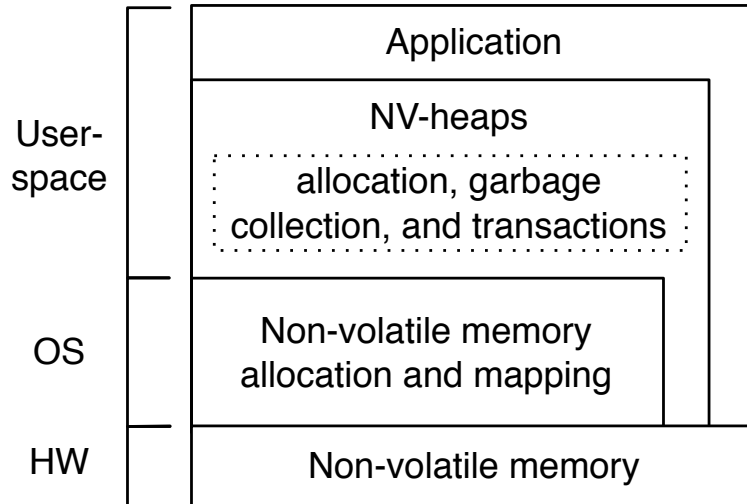 Application
User-
space
NV-heaps
allocation, garbage
collection, and transactions
OS
Non-volatile memory
allocation and mapping
HW
Non-volatile memory